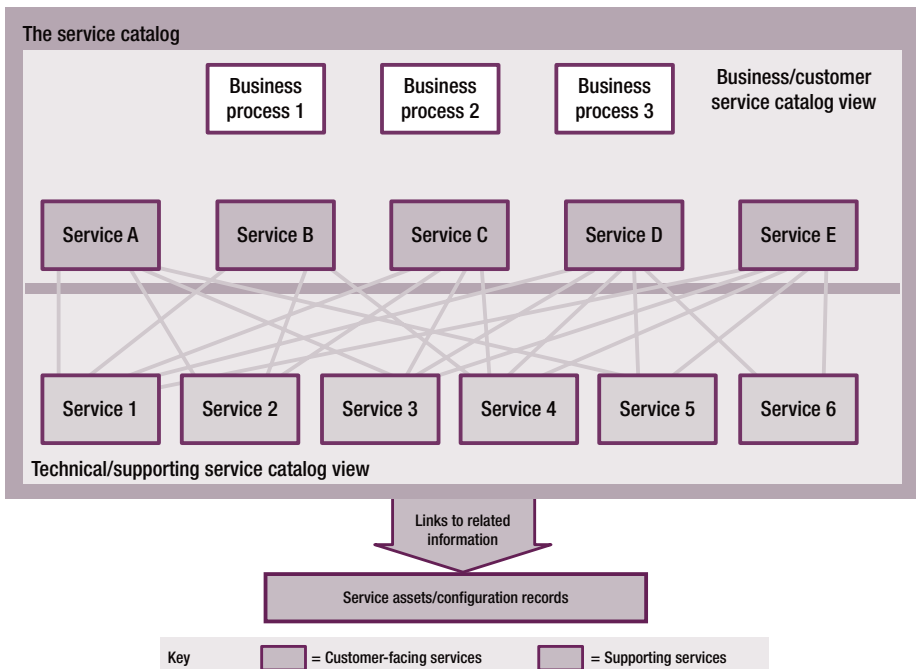 The service catalog
Business
process 1
Business
process 2
Business
process 3
Business/customer
service catalog view
Service A
Service B
Service C
Service D
Service E
Service 1
Service 2
Service 3
Service 4
Service 5
Service 6
Technical/supporting service catalog view
Links to related
information
Service assets/configuration records
Key
= Customer-facing services
= Supporting services